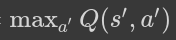 = max_{a'} Q(s', a')